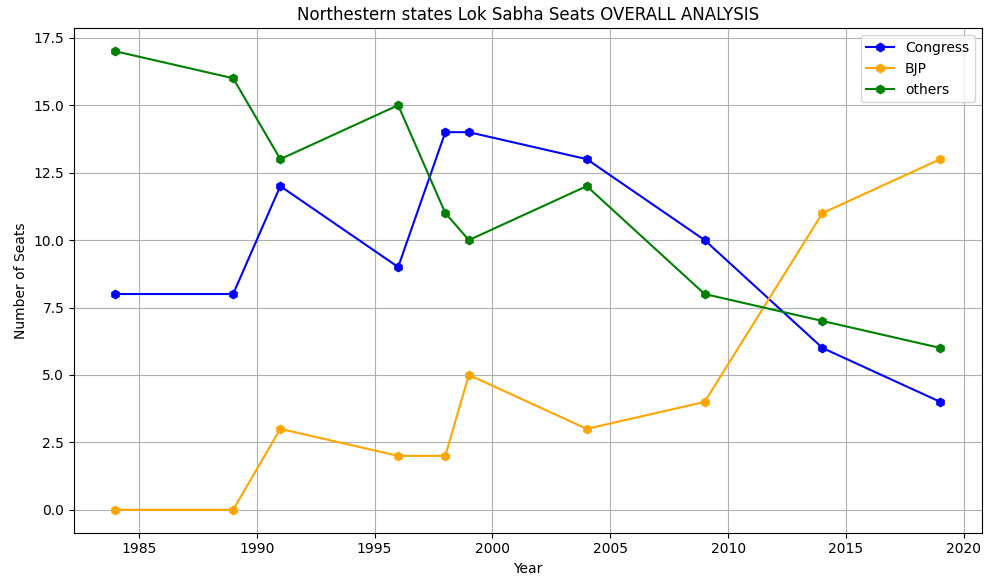 Northestern states Lok Sabha Seats OVERALL ANALYSIS
17.5
15.0
12.5
10.0
7.5
5.0
2.5
0.0
Number of Seats
Congress
BJP
others
1985
1990
1995
2000
2005
2010
2015
2020
Year